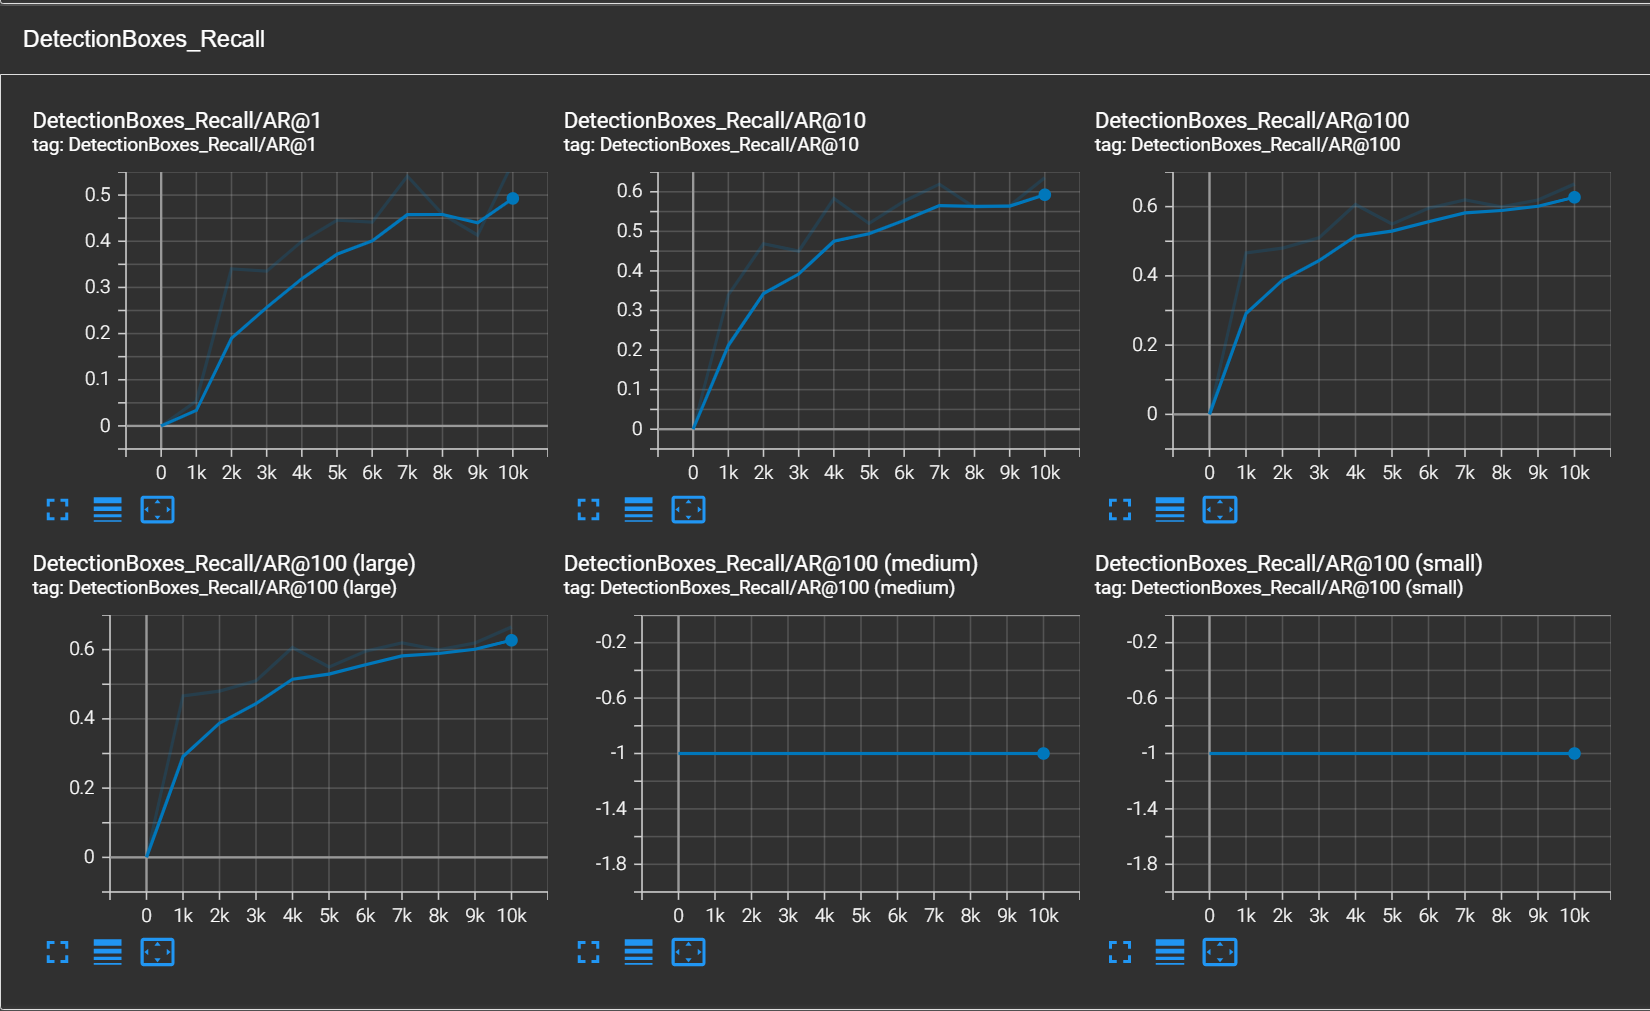 DetectionBoxes_Recall
DetectionBoxes_Recall/AR@1
tag: DetectionBoxes_Recall/AR@1
0.5
0.4
0.3
0.2
0.1
0
0 1k 2k 3k 4k 5k 6k 7k 8k 9k 10k
DetectionBoxes_Recall/AR@10
tag: DetectionBoxes_Recall/AR@10
0.6
0.5
0.4
0.3
0.2
0.1
0
0 1k 2k 3k 4k 5k 6k 7k 8k 9k 10k
DetectionBoxes_Recall/AR@100
tag: DetectionBoxes_Recall/AR@100
0.6
0.4
0.2
0
0 1k 2k 3k 4k 5k 6k 7k 8k 9k 10k
DetectionBoxes_Recall/AR@100 (large)
tag: DetectionBoxes_Recall/AR@100 (large)
0.6
0.4
0.2
0
0 1k 2k 3k 4k 5k 6k 7k 8k 9k 10k
DetectionBoxes_Recall/AR@100 (medium)
tag: DetectionBoxes_Recall/AR@100 (medium)
-0.2
-0.6
-1
-1.4
-1.8
0 1k 2k 3k 4k 5k 6k 7k 8k 9k 10k
DetectionBoxes_Recall/AR@100 (small)
tag: DetectionBoxes_Recall/AR@100 (small)
-0.2
-0.6
-1
-1.4
-1.8
0 1k 2k 3k 4k 5k 6k 7k 8k 9k 10k